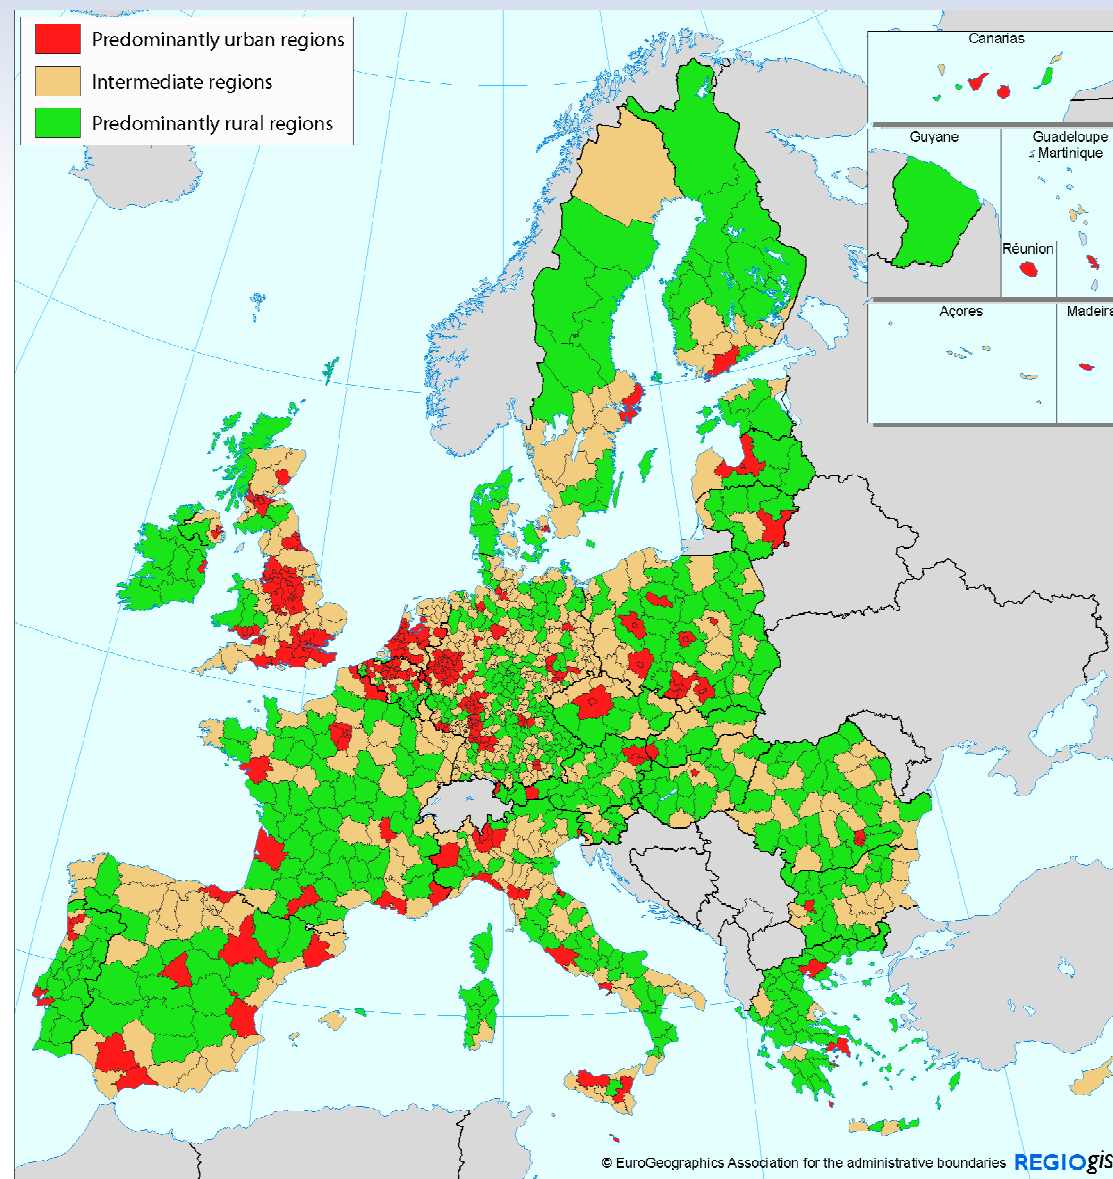 Predominantly urban regions
Intermediate regions
Predominantly rural regions
Canarias
Guyane
Guadeloupe
Martinique
Réunion
Açores
Madeira
© EuroGeographics Association for the administrative boundaries
REGIOgis